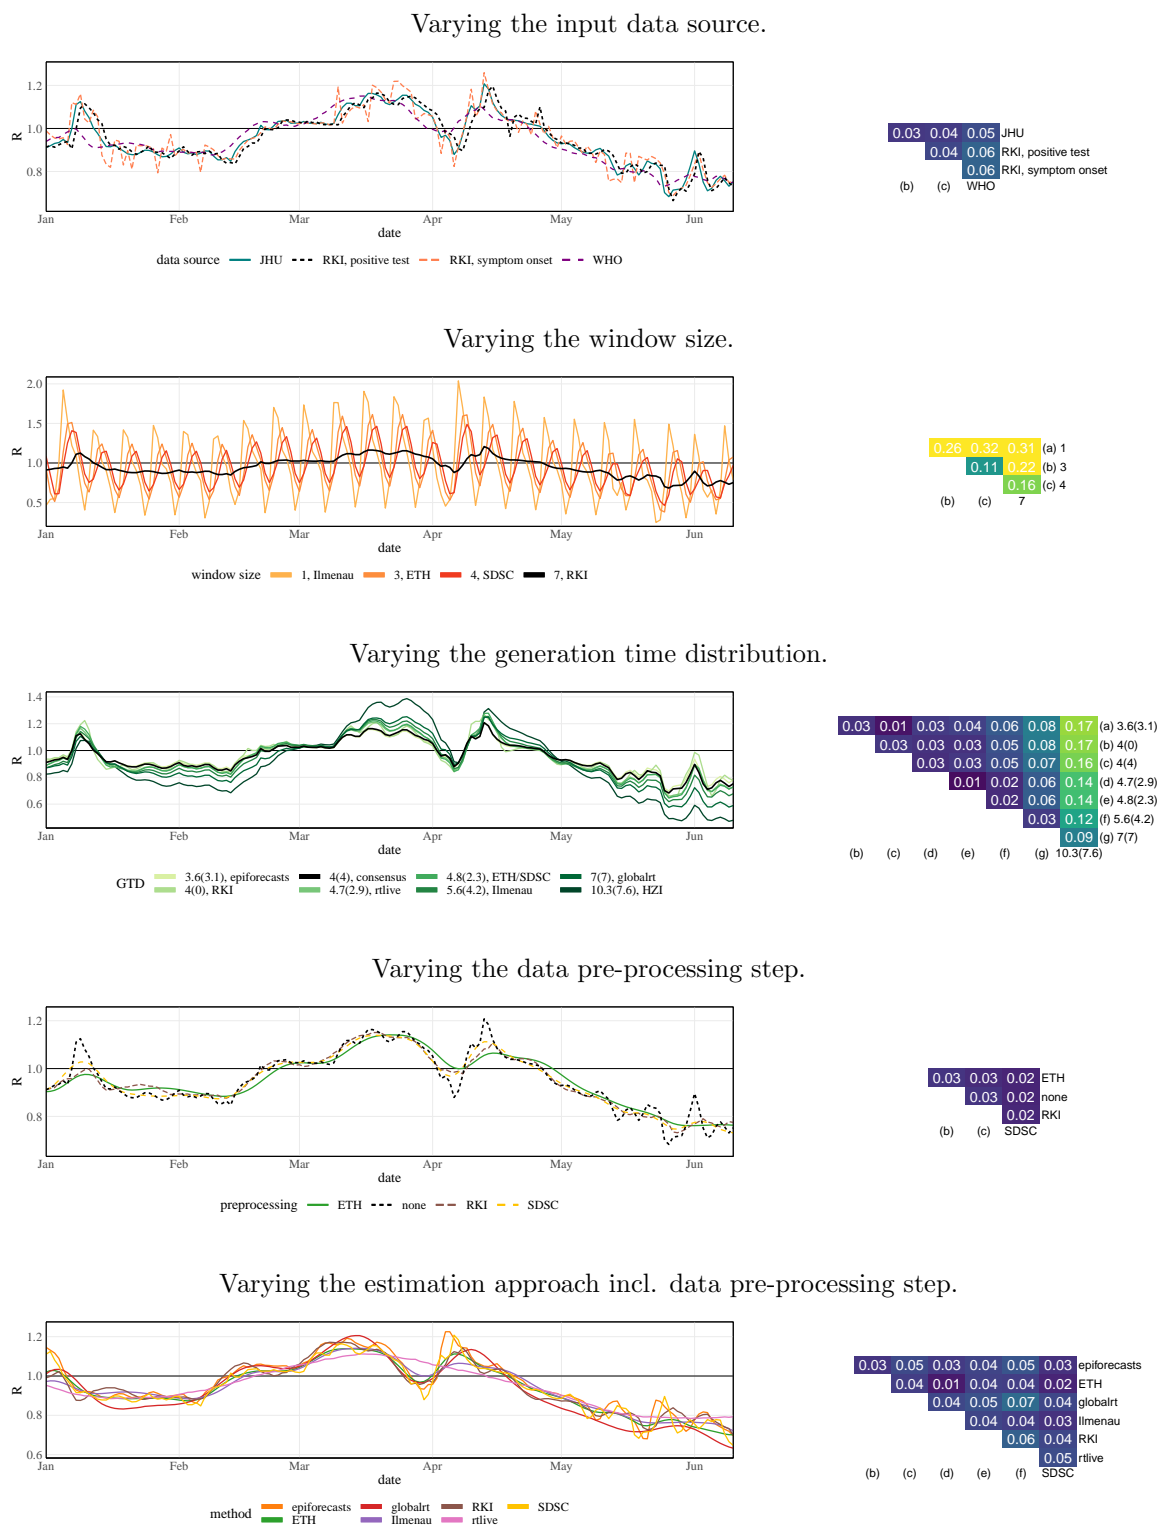 Varying the input data source.
1.2
1.0
0.8
R
Jan Feb Mar Apr May Jun
date
data source JHU RKI, positive test RKI, symptom onset WHO
0.03 0.04 0.05 JHU
0.04 0.06 RKI, positive test
0.06 RKI, symptom onset
(b) (c) WHO
Varying the window size.
2.0
1.5
1.0
0.5
R
Jan Feb Mar Apr May Jun
date
window size 1, Ilmenau 3, ETH 4, SDSC 7, RKI
0.26 0.32 0.31 (a) 1
0.11 0.22 (b) 3
0.16 (c) 4
(b) (c) 7
Varying the generation time distribution.
1.4
1.2
1.0
0.8
0.6
R
Jan Feb Mar Apr May Jun
date
GTD
3.6(3.1), epiforecasts 4(4), consensus 4.8(2.3), ETH/SDSC 7(7), globalrt
4(0), RKI 4.7(2.9), rtlive 5.6(4.2), Ilmenau 10.3(7.6), HZI
0.03 0.01 0.03 0.04 0.06 0.08 0.17 (a) 3.6(3.1)
0.03 0.03 0.03 0.05 0.08 0.17 (b) 4(0)
0.03 0.03 0.05 0.07 0.16 (c) 4(4)
0.01 0.02 0.06 0.14 (d) 4.7(2.9)
0.02 0.06 0.14 (e) 4.8(2.3)
0.03 0.12 (f) 5.6(4.2)
0.09 (g) 7(7)
(b) (c) (d) (e) (f) (g) 10.3(7.6)
Varying the data pre-processing step.
1.2
1.0
0.8
R
Jan Feb Mar Apr May Jun
date
preprocessing ETH none RKI SDSC
0.03 0.03 0.02 ETH
0.03 0.02 none
0.02 RKI
(b) (c) SDSC
Varying the estimation approach incl. data pre-processing step.
1.2
1.0
0.8
0.6
R
Jan Feb Mar Apr May Jun
date
method
epiforecasts globalrt RKI SDSC
ETH Ilmenau rtlive
0.03 0.05 0.03 0.04 0.05 0.03 epiforecasts
0.04 0.01 0.04 0.04 0.02 ETH
0.04 0.05 0.07 0.04 globalrt
0.04 0.04 0.03 Ilmenau
0.06 0.04 RKI
0.05 rtlive
(b) (c) (d) (e) (f) SDSC